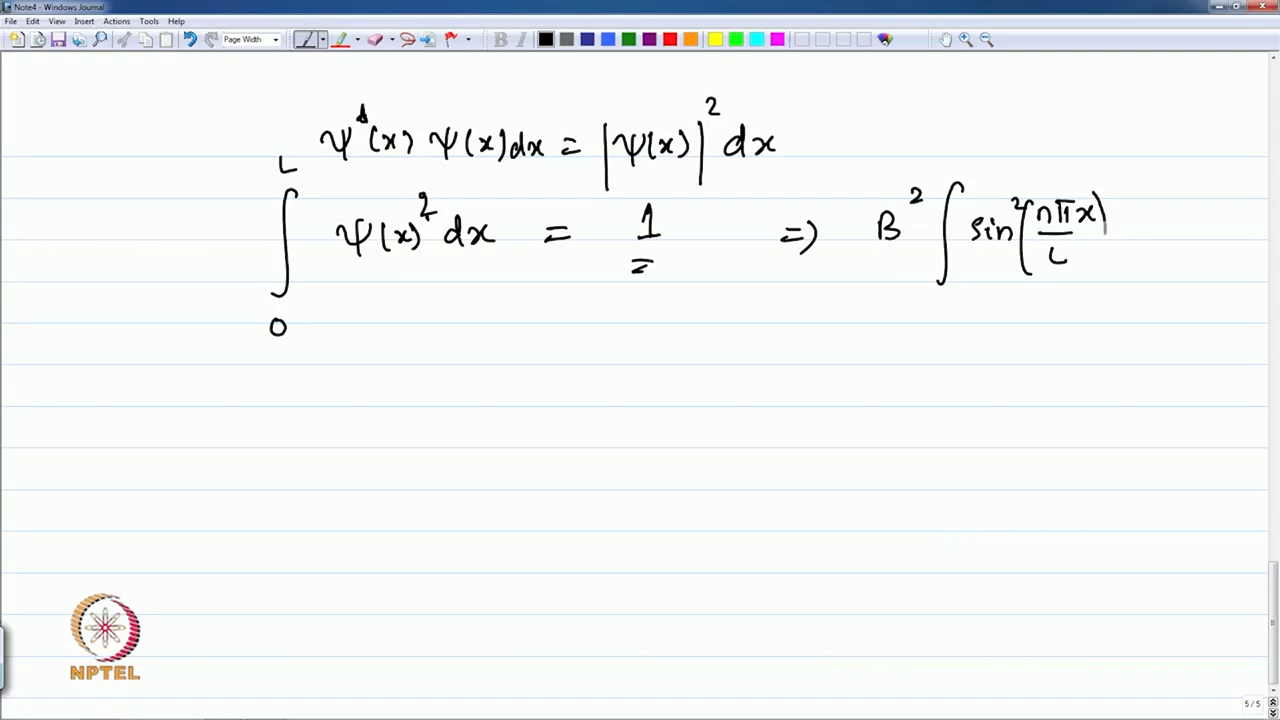 Note4 - Windows Journal
File Edit View Insert Actions Tools Help
Page Width
ψ*(x) ψ(x)dx = |ψ(x)|² dx
∫₀ᴸ ψ(x)² dx = 1 => B² ∫ sin²(nπx/L)
NPTEL
5 / 5